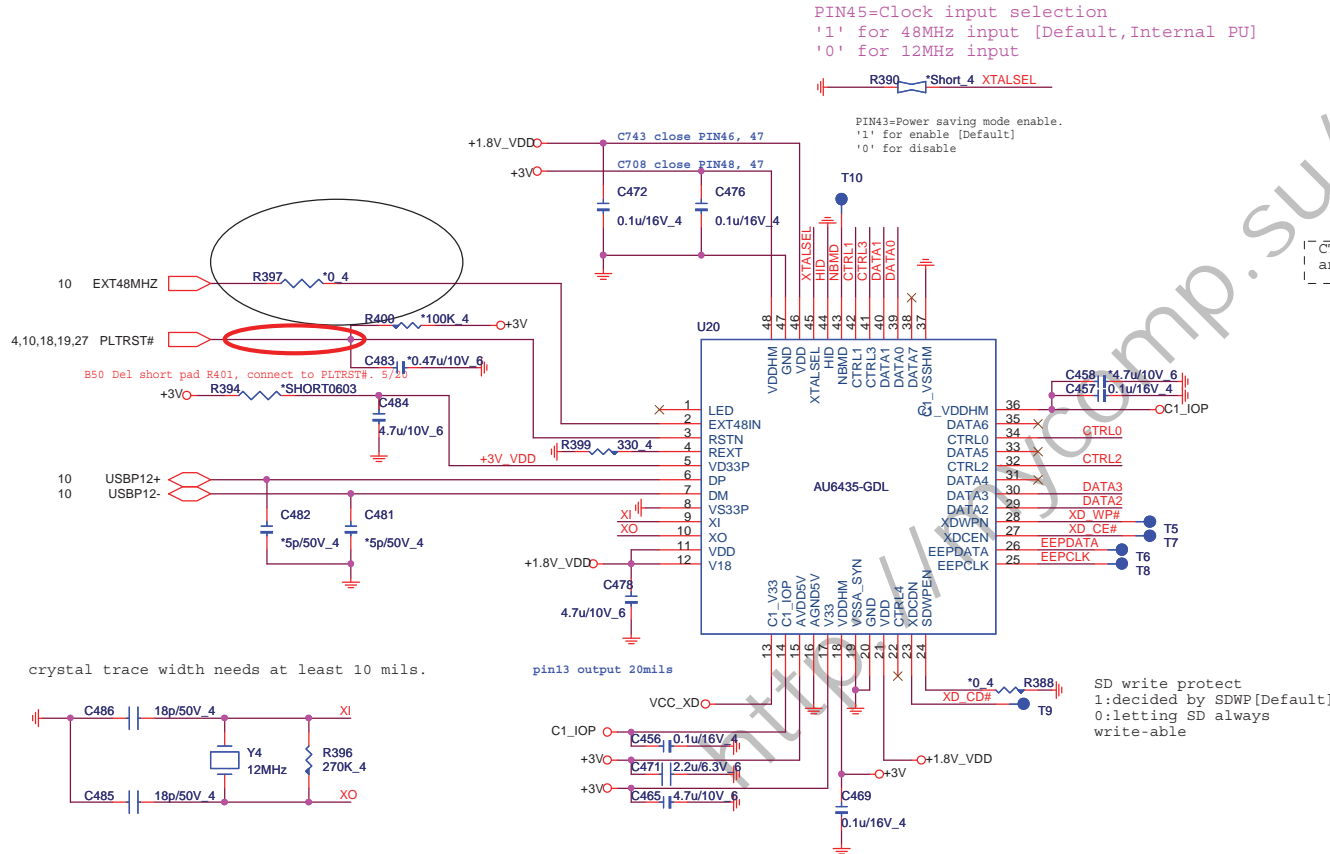 PIN45=Clock input selection
'1' for 48MHz input [Default,Internal PU]
'0' for 12MHz input
R390 *Short_4 XTALSEL
PIN43=Power saving mode enable.
'1' for enable [Default]
'0' for disable
+1.8V_VDD
C743 close PIN46, 47
+3V
C708 close PIN48, 47
C472
0.1u/16V_4
C476
0.1u/16V_4
T10
XTALSEL
HID
NBMD
CTRL1
CTRL3
DATA1
DATA0
10 EXT48MHZ
R397 *0_4
R400 *100K_4 +3V
4,10,18,19,27 PLTRST#
C483 *0.47u/10V_6
B50 Del short pad R401, connect to PLTRST#. 5/20
+3V R394 *SHORT0603
C484
4.7u/10V_6
R399 330_4
+3V_VDD
10 USBP12+
10 USBP12-
C482
*5p/50V_4
C481
*5p/50V_4
XI
XO
+1.8V_VDD
C478
4.7u/10V_6
U20
AU6435-GDL
48 47 46 45 44 43 42 41 40 39 38 37
VDDHM
GND
VDD
XTALSEL
HID
NBMD
CTRL1
CTRL3
DATA1
DATA0
DATA7
C1_VSSHM
1 LED
2 EXT48IN
3 RSTN
4 REXT
5 VD33P
6 DP
7 DM
8 VS33P
9 XI
10 XO
11 VDD
12 V18
C1_VDDHM 36
DATA6 35
CTRL0 34 CTRL0
DATA5 33
CTRL2 32 CTRL2
DATA4 31
DATA3 30 DATA3
DATA2 29 DATA2
XDWPN 28 XD_WP# T5
XDCEN 27 XD_CE# T7
EEPDATA 26 EEPDATA T6
EEPCLK 25 EEPCLK T8
C458 *4.7u/10V_6
C457 0.1u/16V_4
C1_IOP
C1_V33
C1_IOP
AVDD5V
AGND5V
V33
VDDHM
VSSA_SYN
GND
VDD
CTRL4
XDCDN
SDWPEN
13 14 15 16 17 18 19 20 21 22 23 24
pin13 output 20mils
VCC_XD
C1_IOP
C456 0.1u/16V_4
+3V
C471 2.2u/6.3V_6
+3V
C465 4.7u/10V_6
+3V
C469
0.1u/16V_4
+1.8V_VDD
*0_4 R388
XD_CD# T9
SD write protect
1:decided by SDWP[Default]
0:letting SD always
write-able
crystal trace width needs at least 10 mils.
C486 18p/50V_4 XI
Y4
12MHz
R396
270K_4
C485 18p/50V_4 XO
http://mycomp.su/